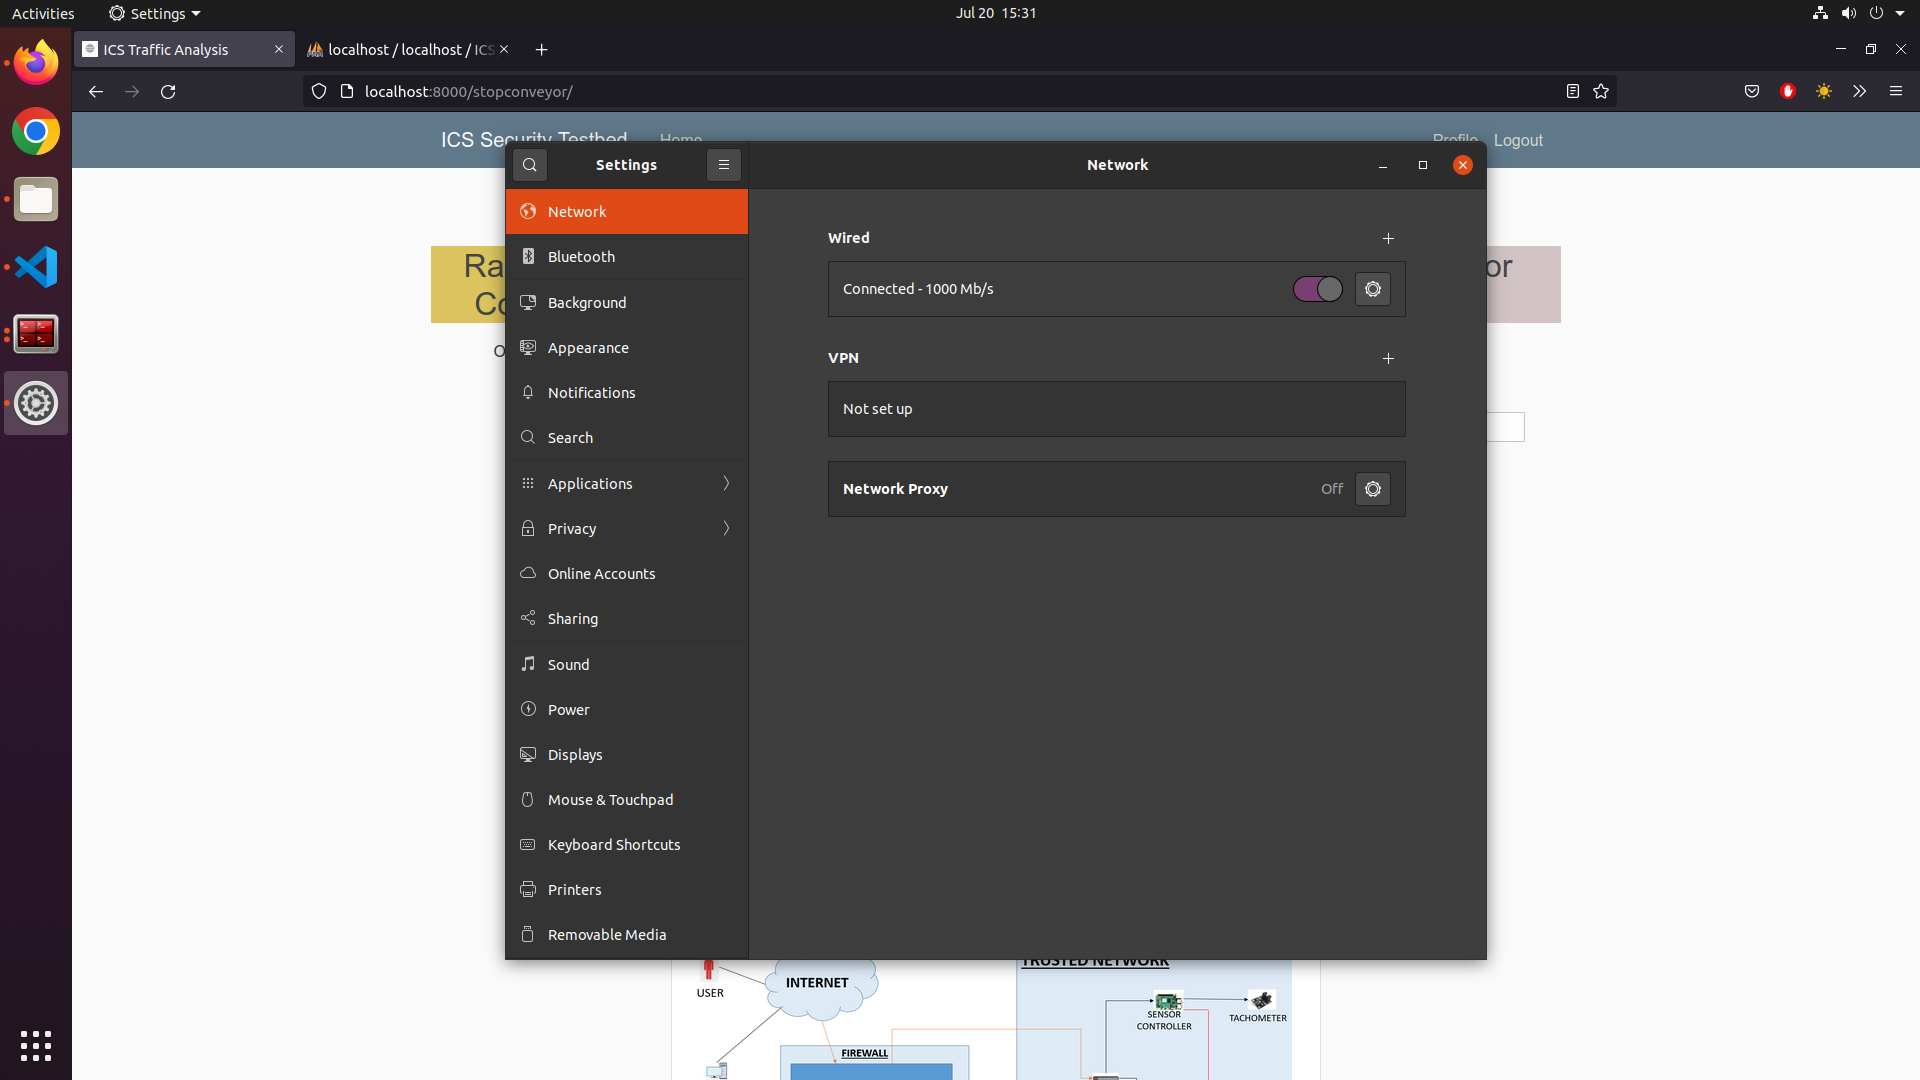 Activities
Settings
Jul 20 15:31
ICS Traffic Analysis
localhost / localhost / ICS
localhost:8000/stopconveyor/
ICS Security Testbed
Home
Profile
Logout
Settings
Network
Network
Bluetooth
Background
Appearance
Notifications
Search
Applications
Privacy
Online Accounts
Sharing
Sound
Power
Displays
Mouse & Touchpad
Keyboard Shortcuts
Printers
Removable Media
Wired
Connected - 1000 Mb/s
VPN
Not set up
Network Proxy
Off
TRUSTED NETWORK
USER
INTERNET
SENSOR
CONTROLLER
TACHOMETER
FIREWALL